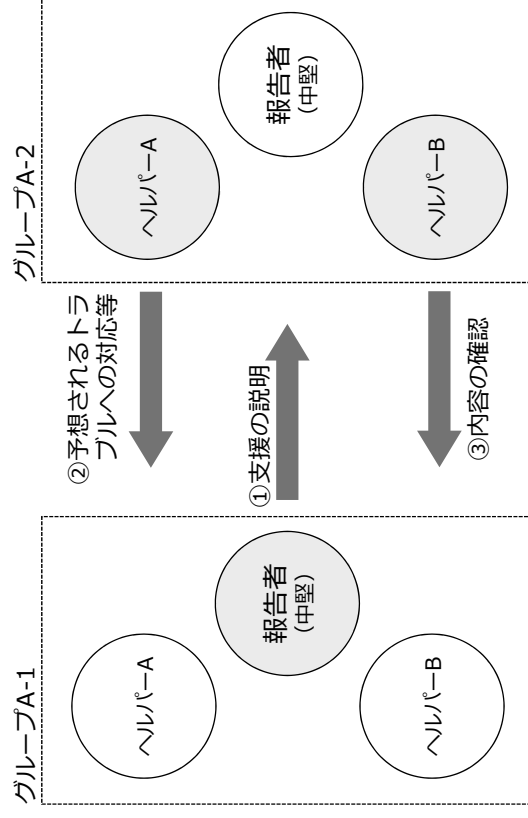 グループA-1
ヘルパーA
報告者
(中堅)
ヘルパーB
②予想されるトラ
ブルへの対応等
①支援の説明
③内容の確認
グループA-2
ヘルパーA
報告者
(中堅)
ヘルパーB